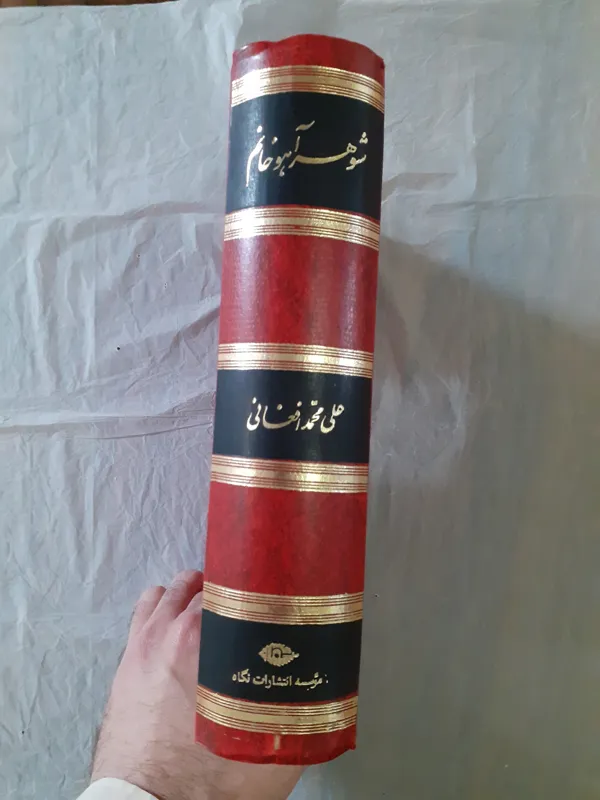 شوهر آهو خانم
علی محمد افغانی
مؤسسه انتشارات نگاه